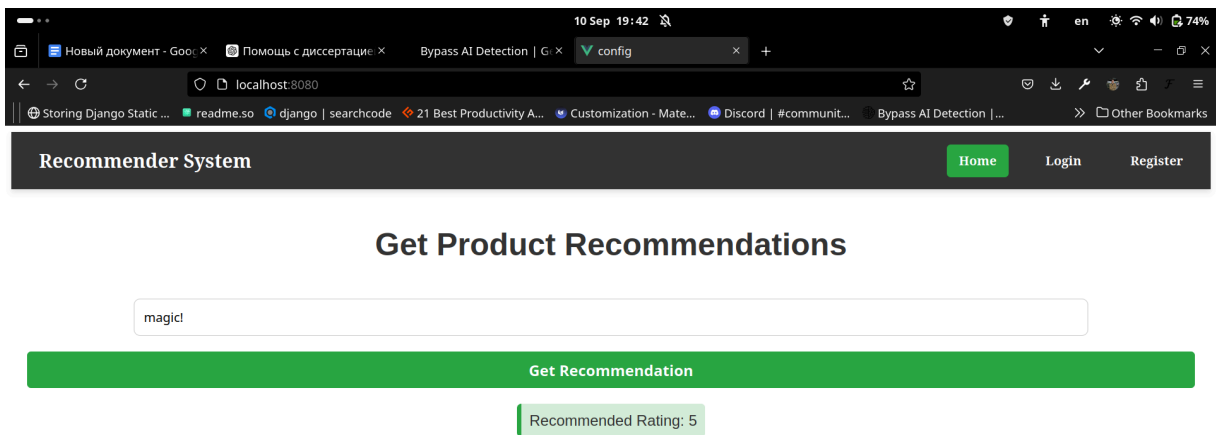 10 Sep 19:42
en
74%
Новый документ - Goog
Помощь с диссертацие
Bypass AI Detection | G
config
localhost:8080
Storing Django Static ...
readme.so
django | searchcode
21 Best Productivity A...
Customization - Mate...
Discord | #communit...
Bypass AI Detection |...
Other Bookmarks
Recommender System
Home
Login
Register
Get Product Recommendations
magic!
Get Recommendation
Recommended Rating: 5